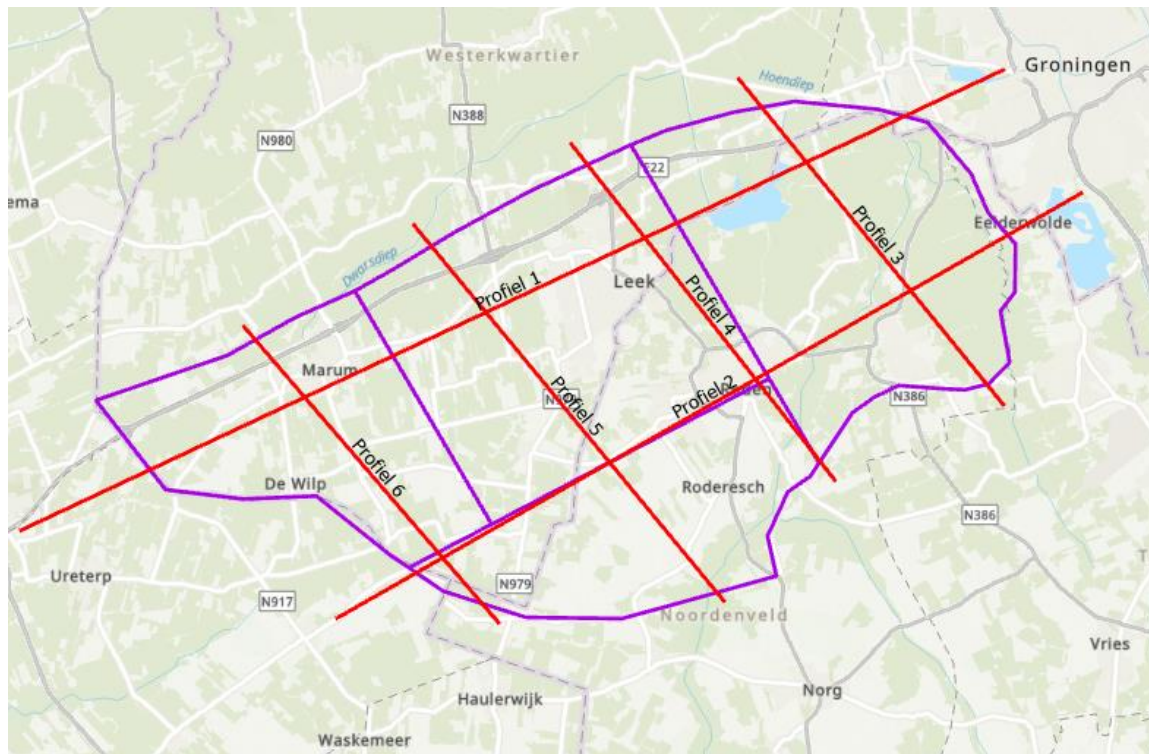 Westerkwartier
Hoendiep
Groningen
N388
N980
E22
ema
Eelderwolde
Profiel 3
Dwarsdiep
Profiel 1
Leek
Profiel 4
Marum
Profiel 2
N386
Profiel 5
Profiel 6
De Wilp
Roderesch
N386
Ureterp
N979
N917
Noordenveld
Vries
Haulerwijk
Norg
Waskemeer